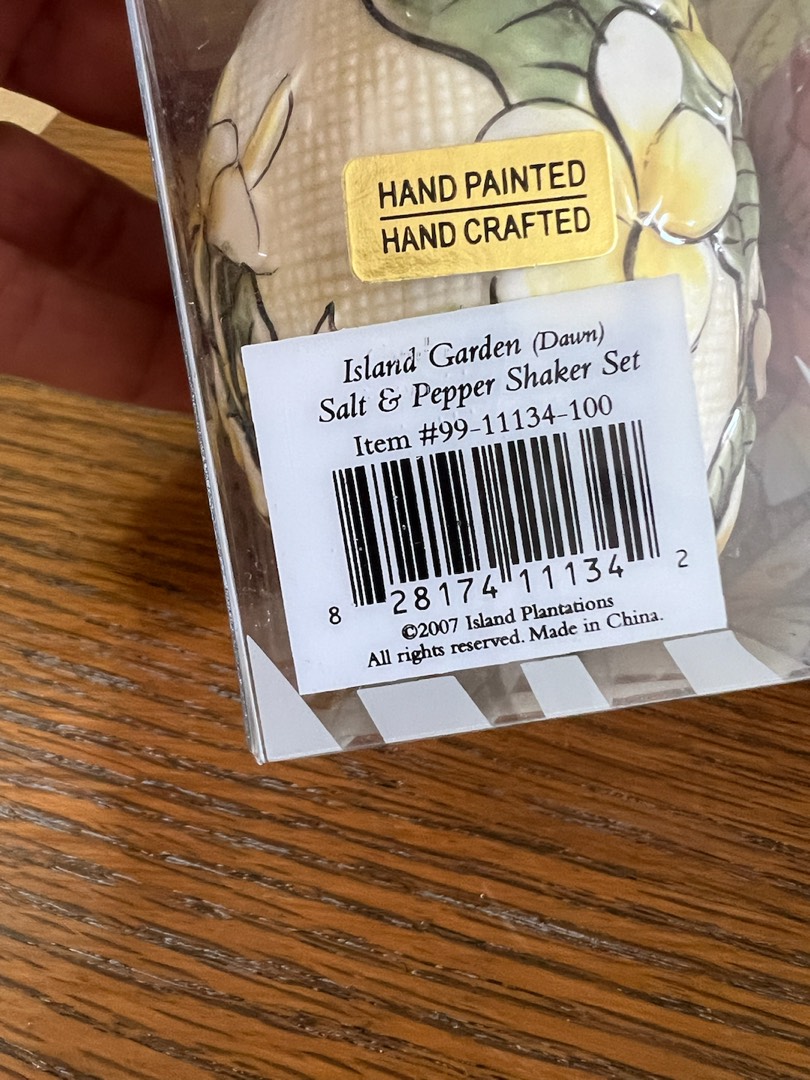 HAND PAINTED
HAND CRAFTED
Island Garden (Dawn)
Salt & Pepper Shaker Set
Item #99-11134-100
8 28174 11134 2
©2007 Island Plantations
All rights reserved. Made in China.